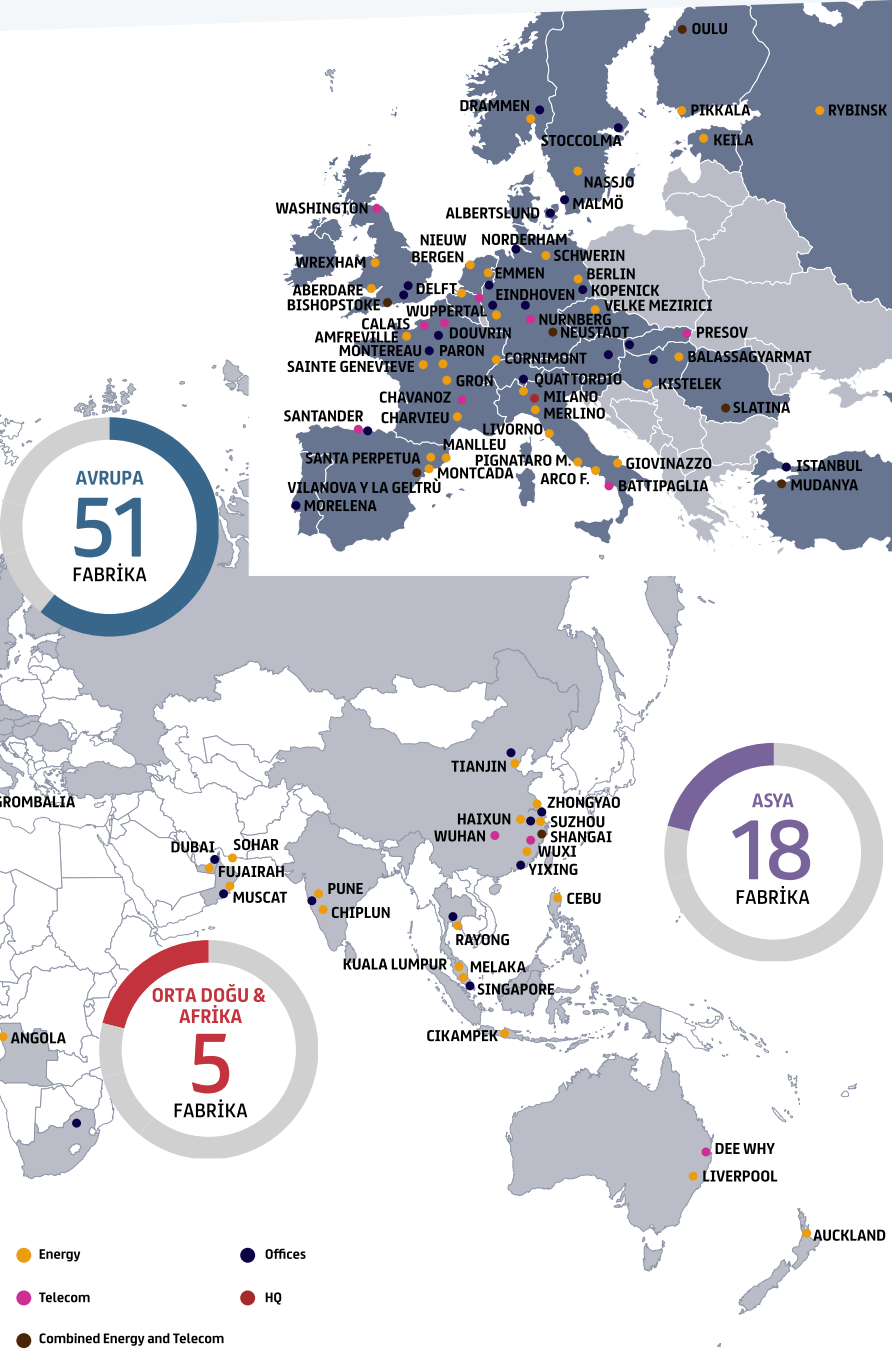 OULU
DRAMMEN
PIKKALA
RYBINSK
STOCCOLMA
KEILA
NASSJO
WASHINGTON
MALMÖ
ALBERTSLUND
NIEUW
BERGEN
NORDERHAM
SCHWERIN
WREXHAM
EMMEN
BERLIN
ABERDARE
DELFT
KOPENICK
BISHOPSTOKE
EINDHOVEN
VELKE MEZIRICI
WUPPERTAL
NURNBERG
CALAIS
NEUSTADT
PRESOV
AMFREVILLE
DOUVRIN
MONTEREAU
PARON
CORNIMONT
BALASSAGYARMAT
SAINTE GENEVIEVE
GRON
QUATTORDIO
KISTELEK
CHAVANOZ
MILANO
SANTANDER
CHARVIEU
MERLINO
SLATINA
LIVORNO
MANLLEU
SANTA PERPETUA
PIGNATARO M.
GIOVINAZZO
ISTANBUL
MONTCADA
ARCO F.
VILANOVA Y LA GELTRÙ
BATTIPAGLIA
MUDANYA
MORELENA
AVRUPA
51
FABRİKA
TIANJIN
GROMBALIA
ZHONGYAO
HAIXUN
SUZHOU
WUHAN
SHANGAI
DUBAI
SOHAR
WUXI
FUJAIRAH
YIXING
MUSCAT
PUNE
CEBU
CHIPLUN
RAYONG
KUALA LUMPUR
MELAKA
SINGAPORE
CIKAMPEK
ASYA
18
FABRİKA
ORTA DOĞU &
AFRİKA
5
FABRİKA
ANGOLA
DEE WHY
LIVERPOOL
AUCKLAND
Energy
Offices
Telecom
HQ
Combined Energy and Telecom